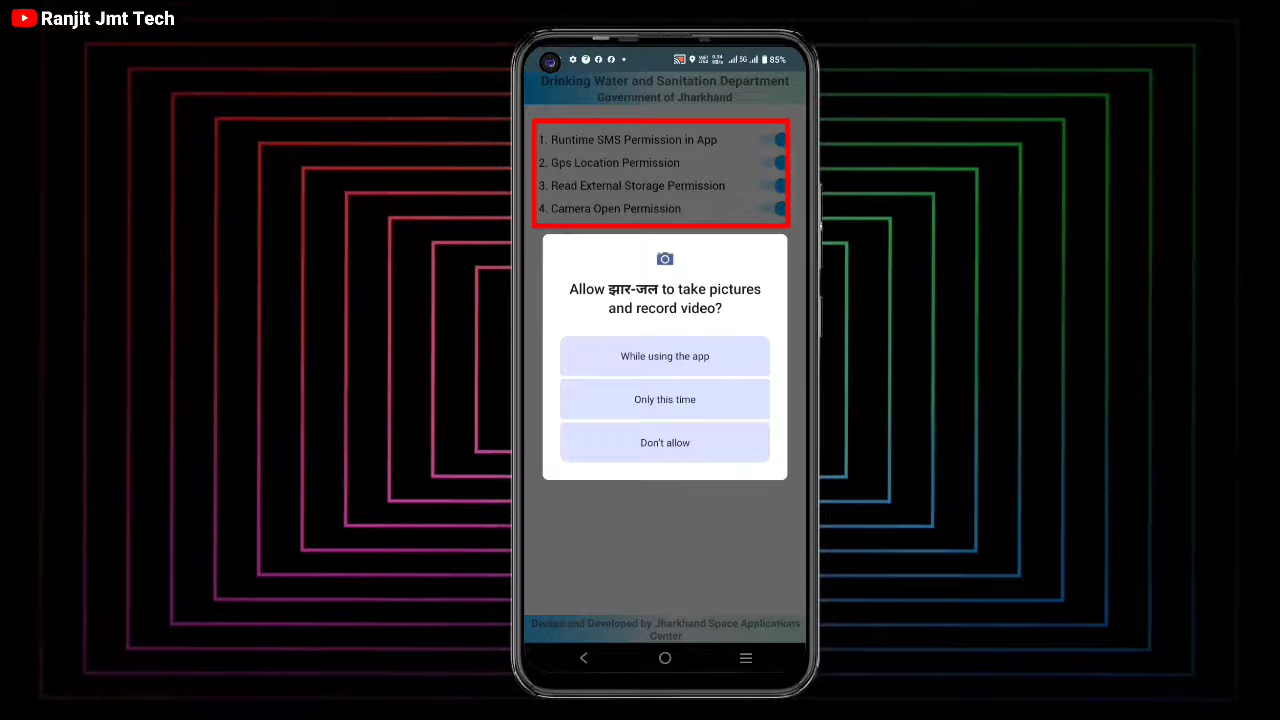 Ranjit Jmt Tech
5G 85%
Drinking Water and Sanitation Department
Government of Jharkhand
1. Runtime SMS Permission in App
2. Gps Location Permission
3. Read External Storage Permission
4. Camera Open Permission
Allow झार-जल to take pictures
and record video?
While using the app
Only this time
Don't allow
Design and Developed by Jharkhand Space Applications
Center